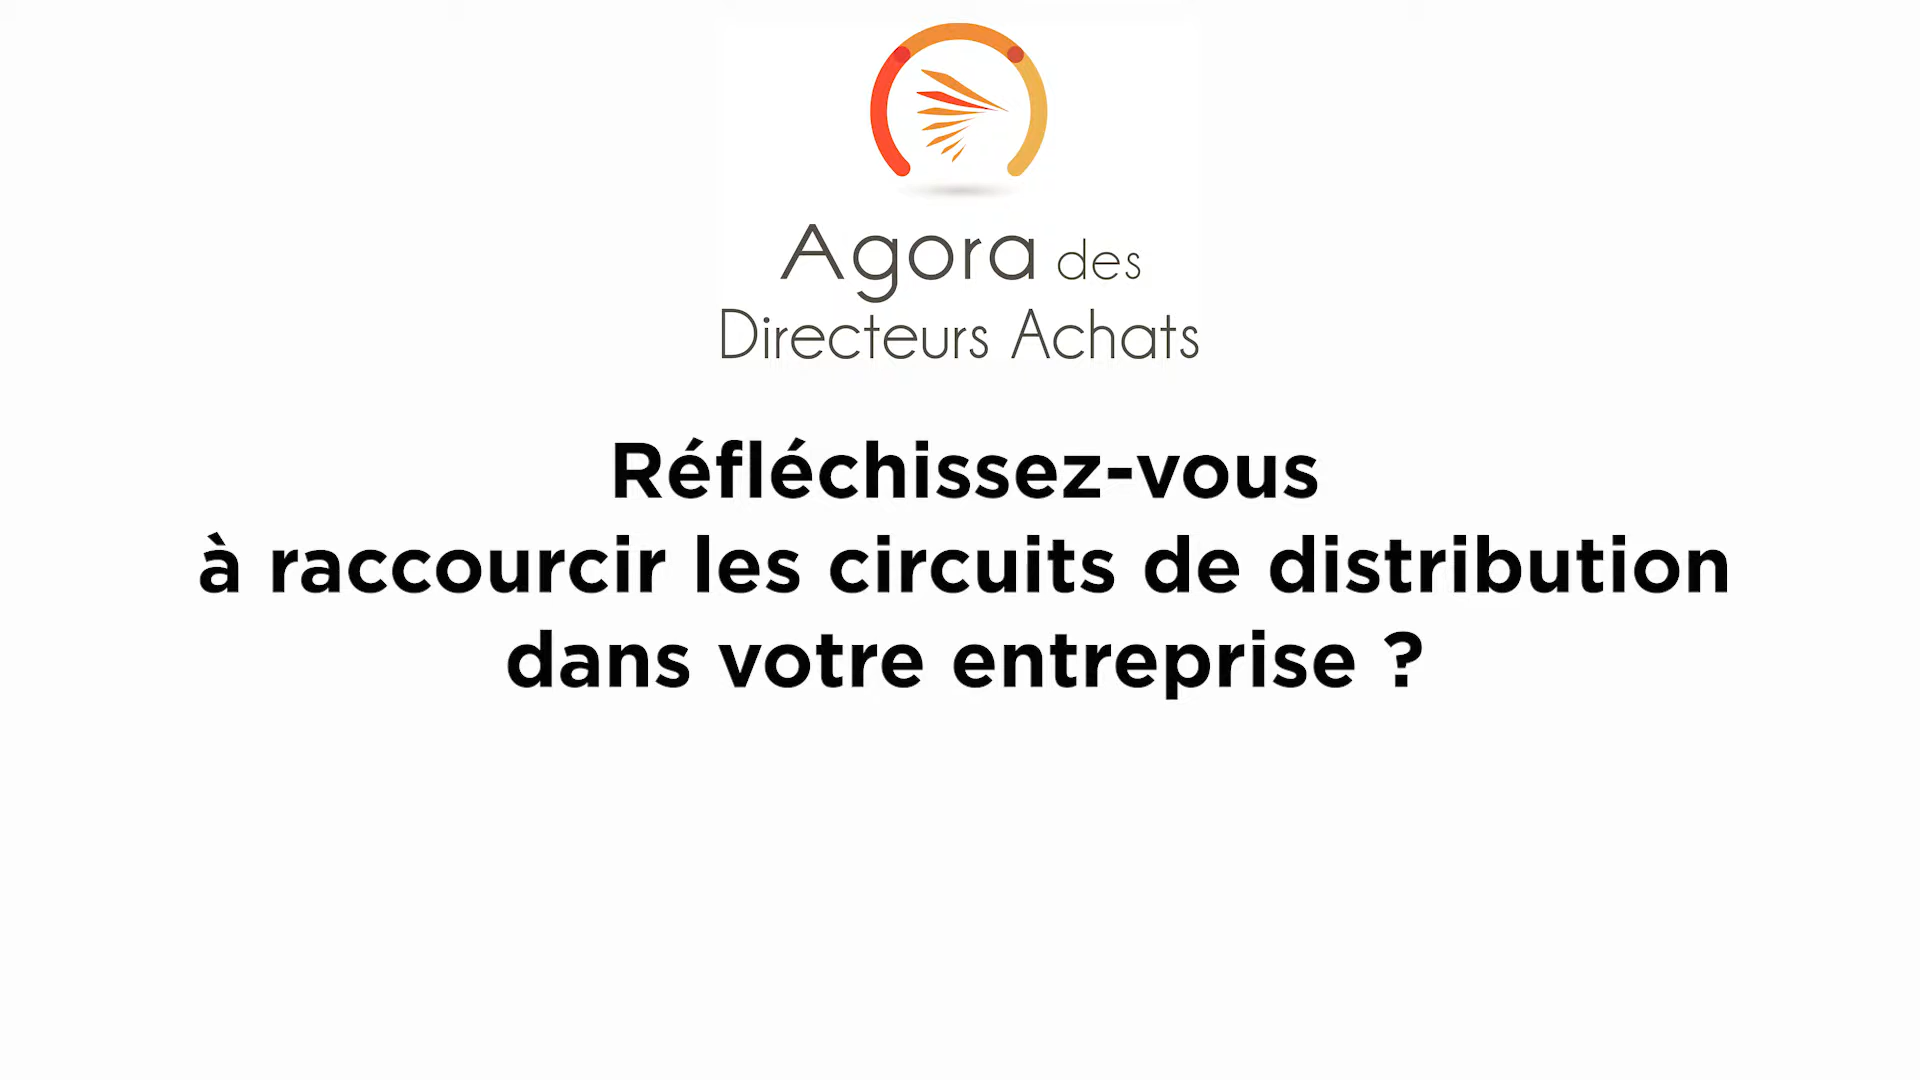 Agora des
Directeurs Achats
Réfléchissez-vous
à raccourcir les circuits de distribution
dans votre entreprise ?